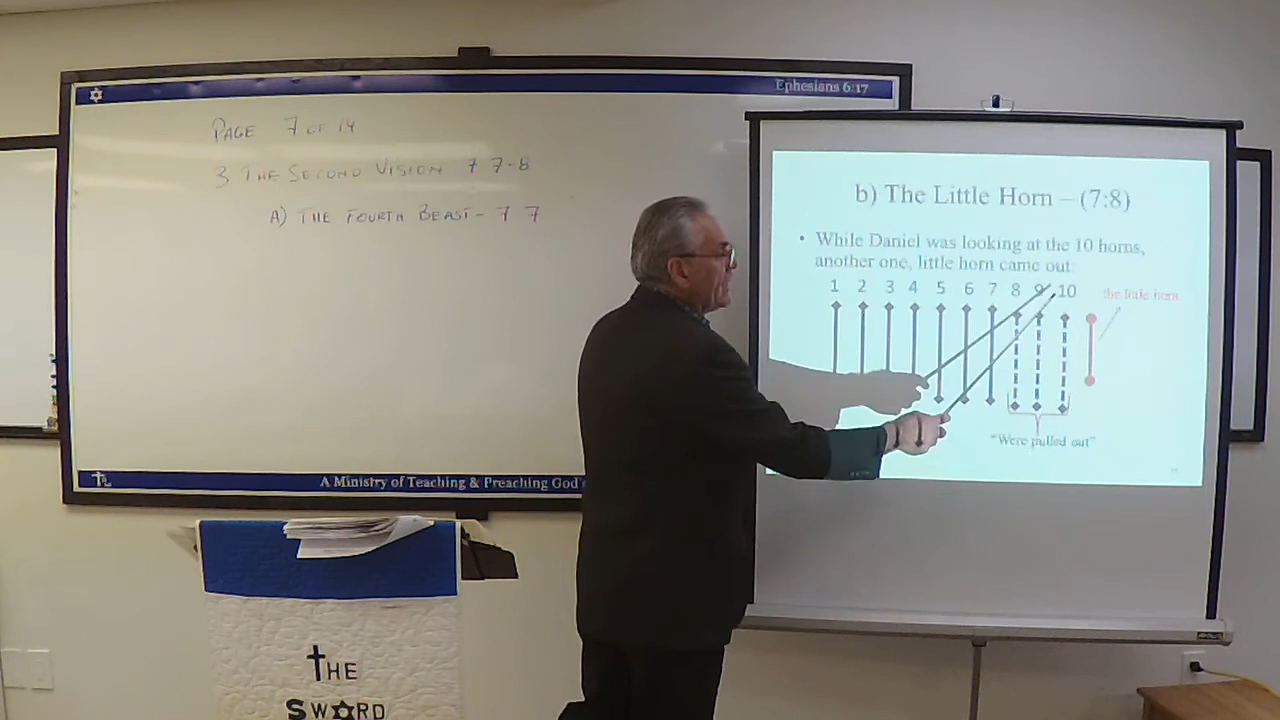 Ephesians 6:17
PAGE 7 OF 14
3 THE SECOND VISION 7 7-8
A) THE FOURTH BEAST - 7 7
b) The Little Horn – (7:8)
• While Daniel was looking at the 10 horns,
another one, little horn came out:
1 2 3 4 5 6 7 8 9 10
the little horn
"Were pulled out"
A Ministry of Teaching & Preaching God's
THE
SWORD